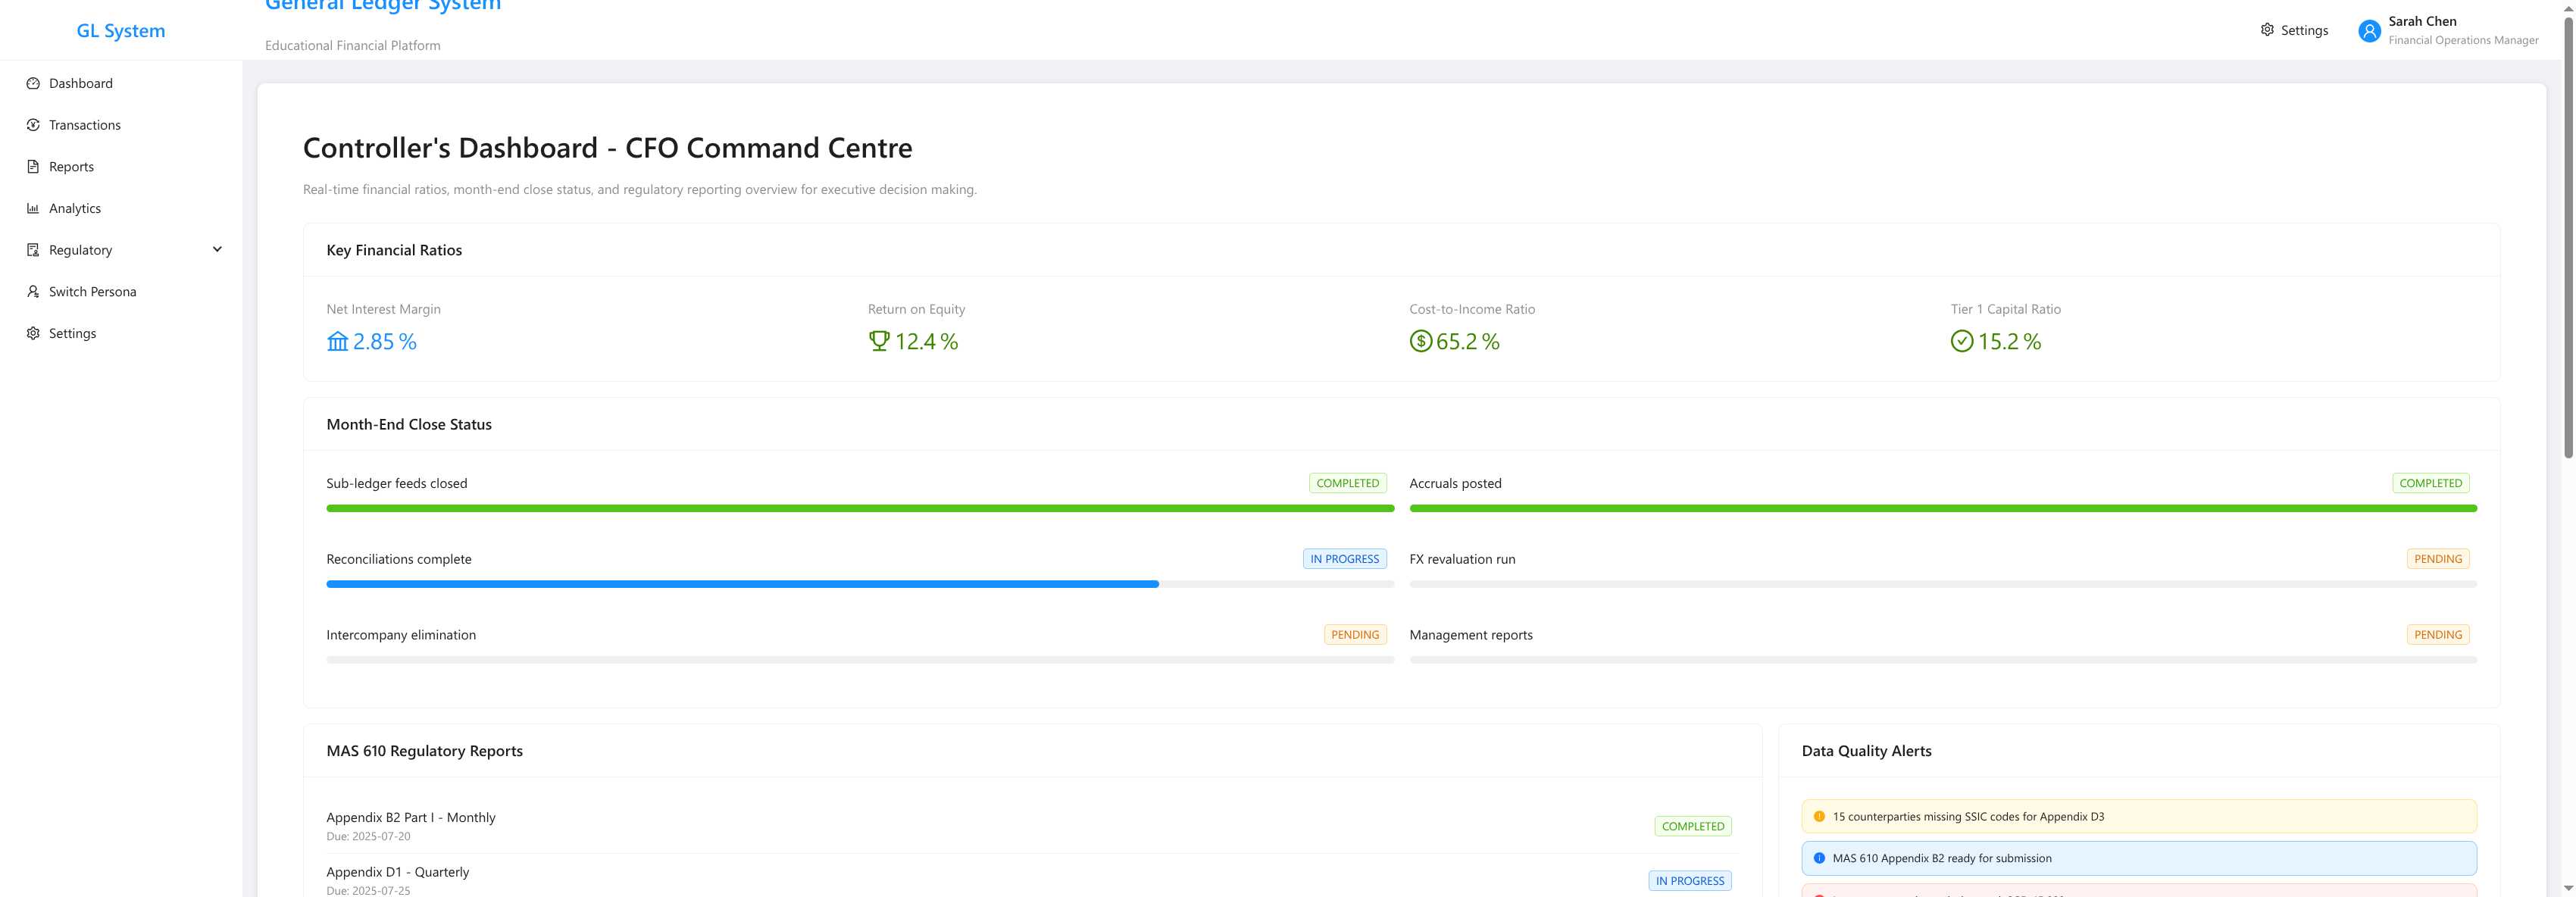 General Ledger System
GL System
Educational Financial Platform
Settings
Sarah Chen
Financial Operations Manager
Dashboard
Transactions
Reports
Analytics
Regulatory
Switch Persona
Settings
Controller's Dashboard - CFO Command Centre
Real-time financial ratios, month-end close status, and regulatory reporting overview for executive decision making.
Key Financial Ratios
Net Interest Margin
2.85 %
Return on Equity
12.4 %
Cost-to-Income Ratio
65.2 %
Tier 1 Capital Ratio
15.2 %
Month-End Close Status
Sub-ledger feeds closed
COMPLETED
Accruals posted
COMPLETED
Reconciliations complete
IN PROGRESS
FX revaluation run
PENDING
Intercompany elimination
PENDING
Management reports
PENDING
MAS 610 Regulatory Reports
Appendix B2 Part I - Monthly
Due: 2025-07-20
COMPLETED
Appendix D1 - Quarterly
Due: 2025-07-25
IN PROGRESS
Data Quality Alerts
15 counterparties missing SSIC codes for Appendix D3
MAS 610 Appendix B2 ready for submission